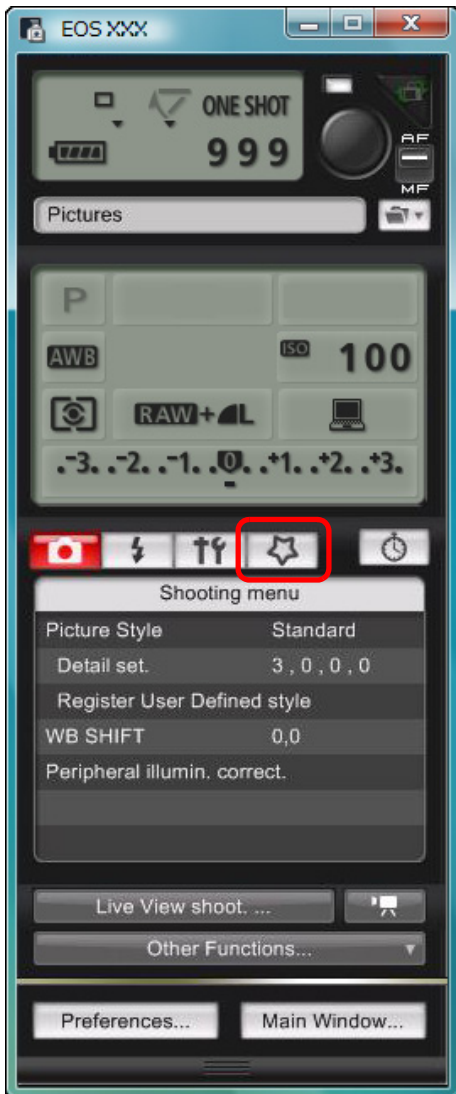 EOS XXX
ONE SHOT
999
AF
MF
Pictures
P
AWB
ISO 100
RAW+L
.-3. .-2. .-1. .0. .+1. .+2. .+3.
Shooting menu
Picture Style Standard
Detail set. 3 , 0 , 0 , 0
Register User Defined style
WB SHIFT 0,0
Peripheral illumin. correct.
Live View shoot. ...
Other Functions...
Preferences... Main Window...